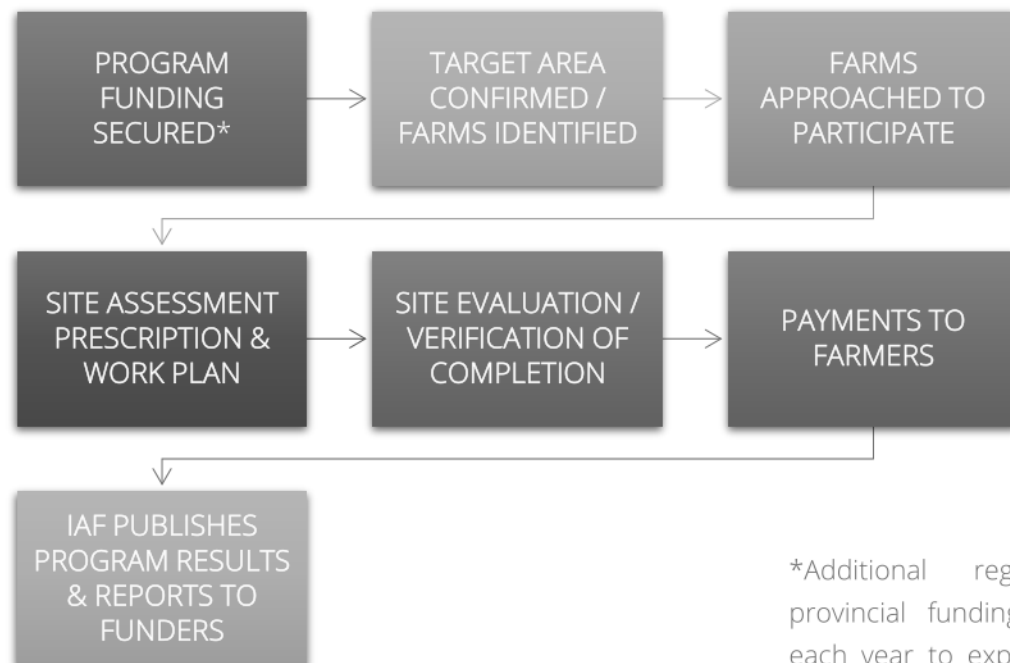 PROGRAM
FUNDING
SECURED*
TARGET AREA
CONFIRMED /
FARMS IDENTIFIED
FARMS
APPROACHED TO
PARTICIPATE
SITE ASSESSMENT
PRESCRIPTION &
WORK PLAN
SITE EVALUATION /
VERIFICATION OF
COMPLETION
PAYMENTS TO
FARMERS
IAF PUBLISHES
PROGRAM RESULTS
& REPORTS TO
FUNDERS
*Additional
provincial
each year to